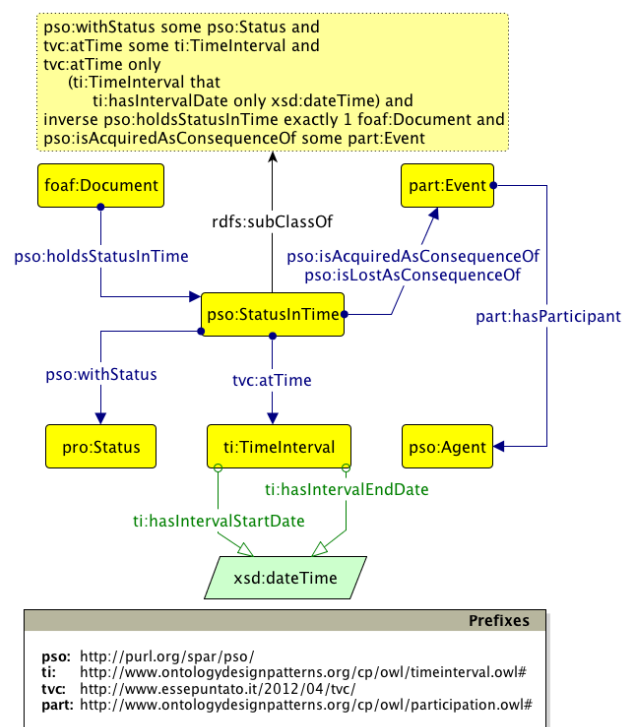 pso:withStatus some pso:Status and
tvc:atTime some ti:TimeInterval and
tvc:atTime only
(ti:TimeInterval that
ti:hasIntervalDate only xsd:dateTime) and
inverse pso:holdsStatusInTime exactly 1 foaf:Document and
pso:isAcquiredAsConsequenceOf some part:Event
foaf:Document
part:Event
rdfs:subClassOf
pso:holdsStatusInTime
pso:isAcquiredAsConsequenceOf
pso:isLostAsConsequenceOf
pso:StatusInTime
part:hasParticipant
pso:withStatus
tvc:atTime
pro:Status
ti:TimeInterval
pso:Agent
ti:hasIntervalEndDate
ti:hasIntervalStartDate
xsd:dateTime
Prefixes
pso: http://purl.org/spar/pso/
ti: http://www.ontologydesignpatterns.org/cp/owl/timeinterval.owl#
tvc: http://www.essepuntato.it/2012/04/tvc/
part: http://www.ontologydesignpatterns.org/cp/owl/participation.owl#